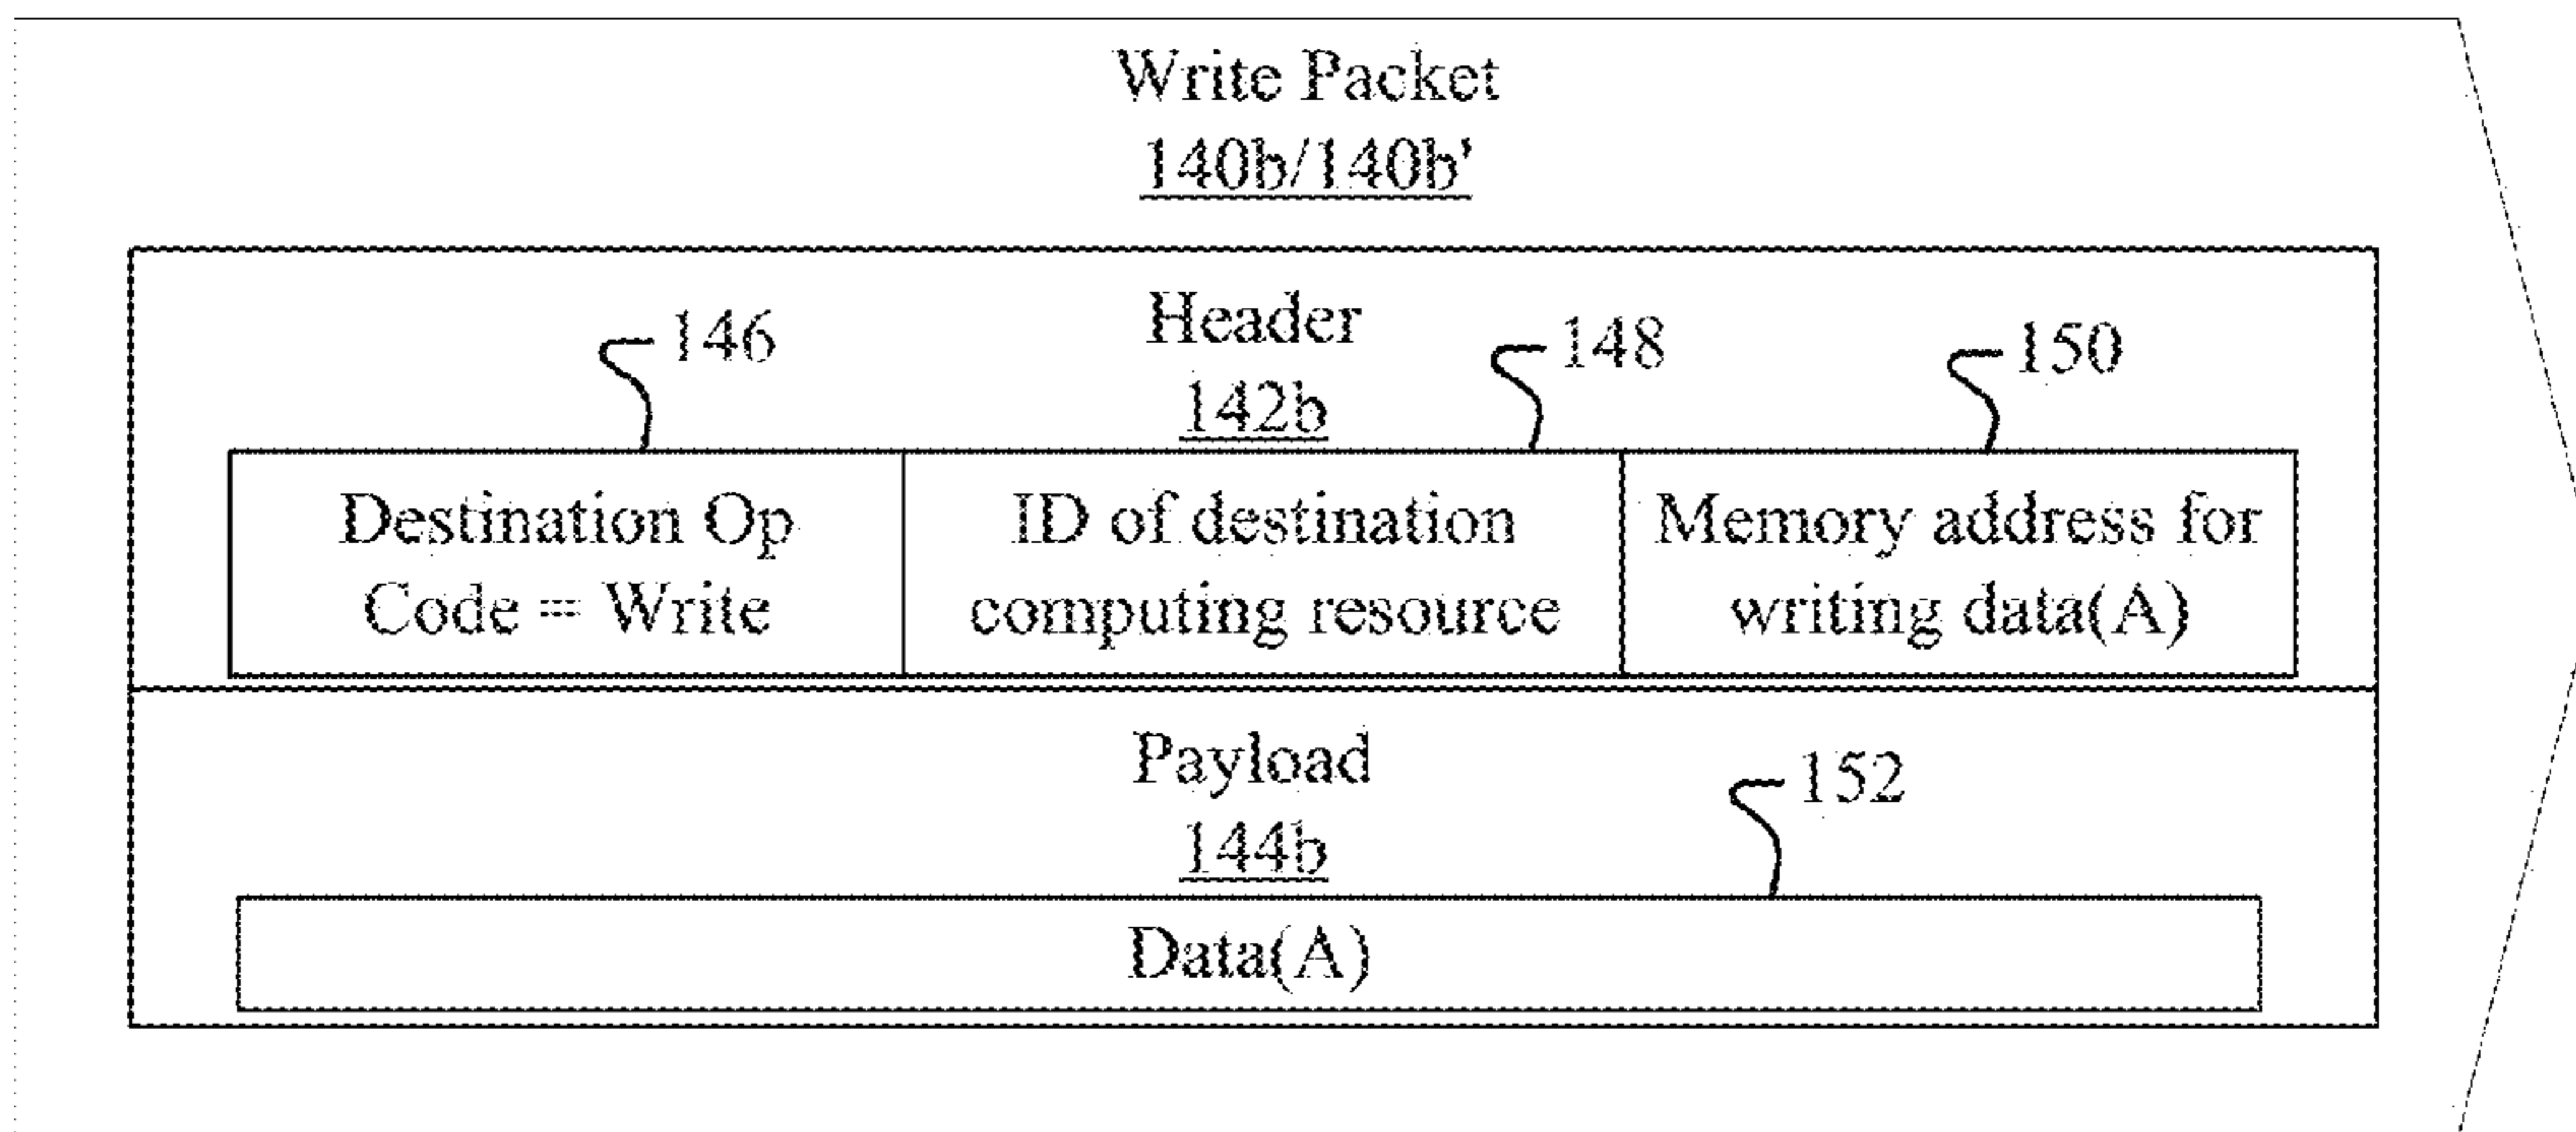 Write Packet
140b/140b'
Header
142b
146
148
150
Destination Op
Code = Write
ID of destination
computing resource
Memory address for
writing data(A)
Payload
144b
152
Data(A)